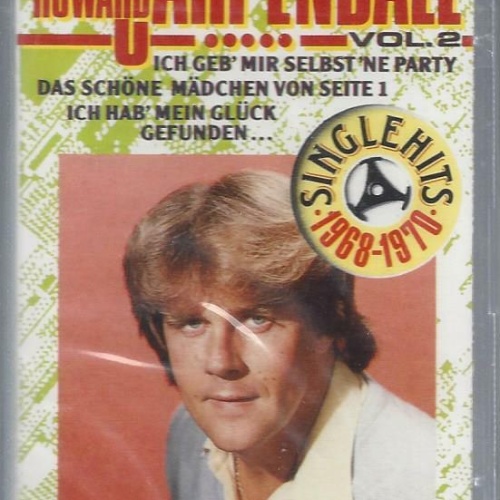 HOWARD CARPENDALE
VOL. 2
ICH GEB' MIR SELBST 'NE PARTY
DAS SCHÖNE MÄDCHEN VON SEITE 1
ICH HAB' MEIN GLÜCK
GEFUNDEN...
SINGLEHITS
•1968-1970•